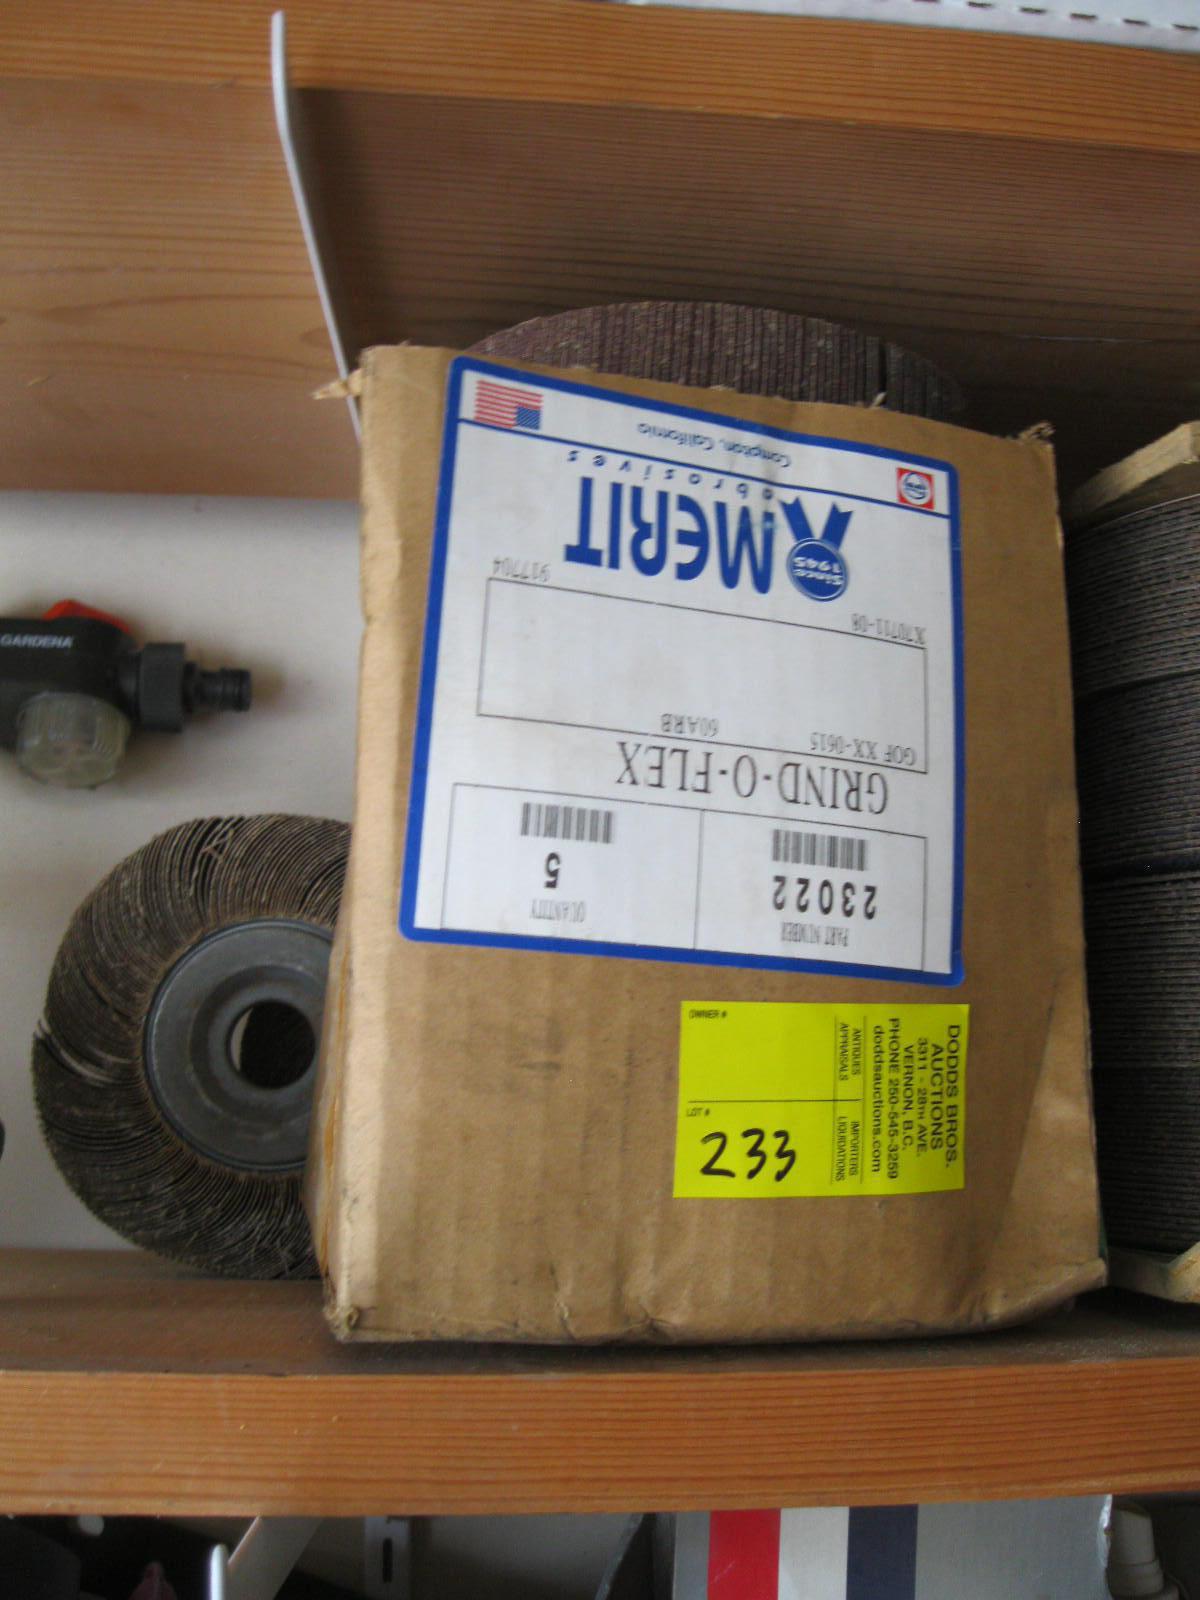 PART NUMBER
23022
QUANTITY
5
GRIND-O-FLEX
GOF XX-0615 60ARB
X70711-08 917704
Since 1945
MERIT
abrasives
Compton, California
DODDS BROS.
AUCTIONS
3311 - 28TH AVE.
VERNON, B.C.
PHONE 250-545-3259
doddsauctions.com
ANTIQUES
APPRAISALS
IMPORTERS
LIQUIDATIONS
OWNER #
LOT #
233
GARDENA